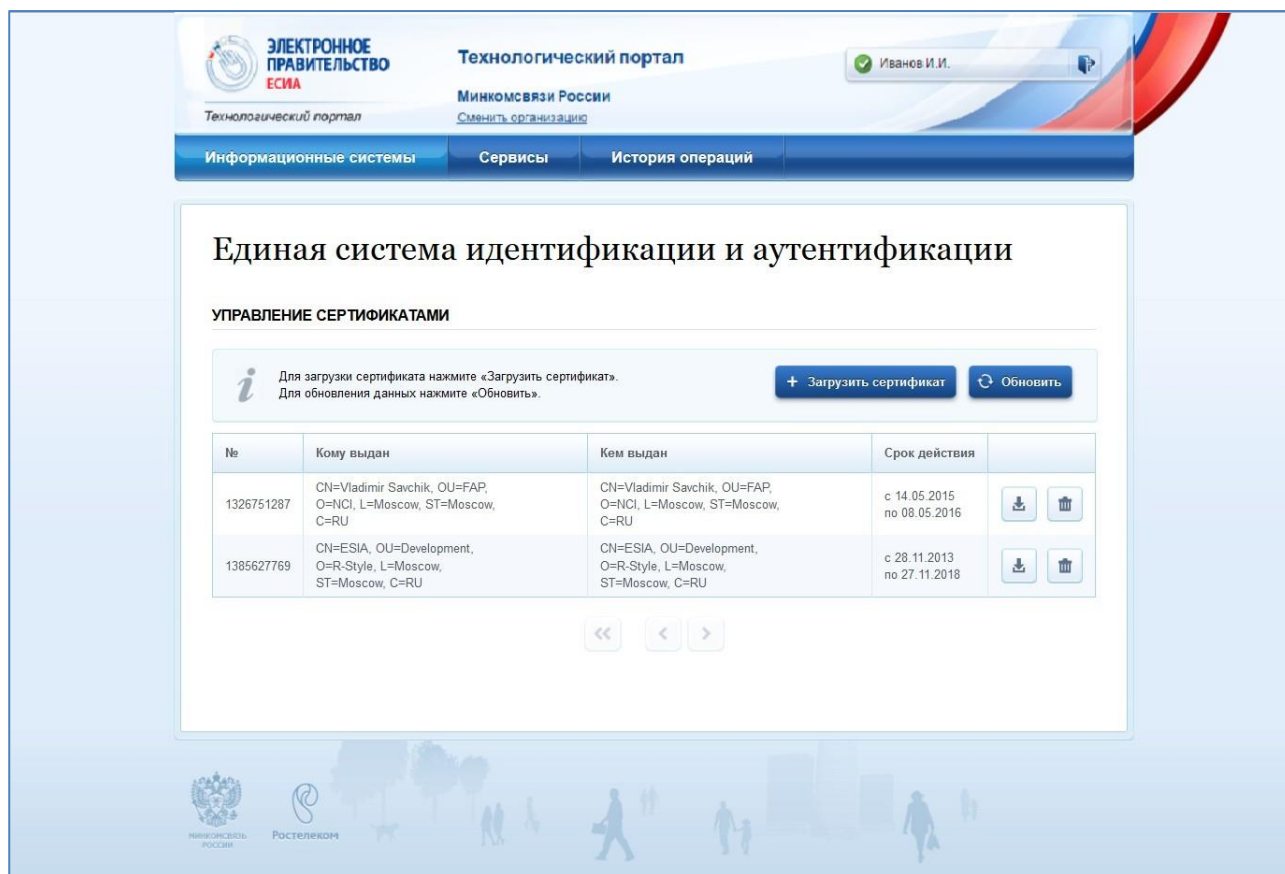 ЭЛЕКТРОННОЕ
ПРАВИТЕЛЬСТВО
ЕСИА
Технологический портал
Технологический портал
Минкомсвязи России
Сменить организацию
Иванов И.И.
Информационные системы
Сервисы
История операций
Единая система идентификации и аутентификации
УПРАВЛЕНИЕ СЕРТИФИКАТАМИ
Для загрузки сертификата нажмите «Загрузить сертификат».
Для обновления данных нажмите «Обновить».
+ Загрузить сертификат
Обновить
№
Кому выдан
Кем выдан
Срок действия
1326751287
CN=Vladimir Savchik, OU=FAP,
O=NCI, L=Moscow, ST=Moscow,
C=RU
CN=Vladimir Savchik, OU=FAP,
O=NCI, L=Moscow, ST=Moscow,
C=RU
с 14.05.2015
по 08.05.2016
1385627769
CN=ESIA, OU=Development,
O=R-Style, L=Moscow,
ST=Moscow, C=RU
CN=ESIA, OU=Development,
O=R-Style, L=Moscow,
ST=Moscow, C=RU
с 28.11.2013
по 27.11.2018
МИНКОМСВЯЗЬ
РОССИИ
Ростелеком